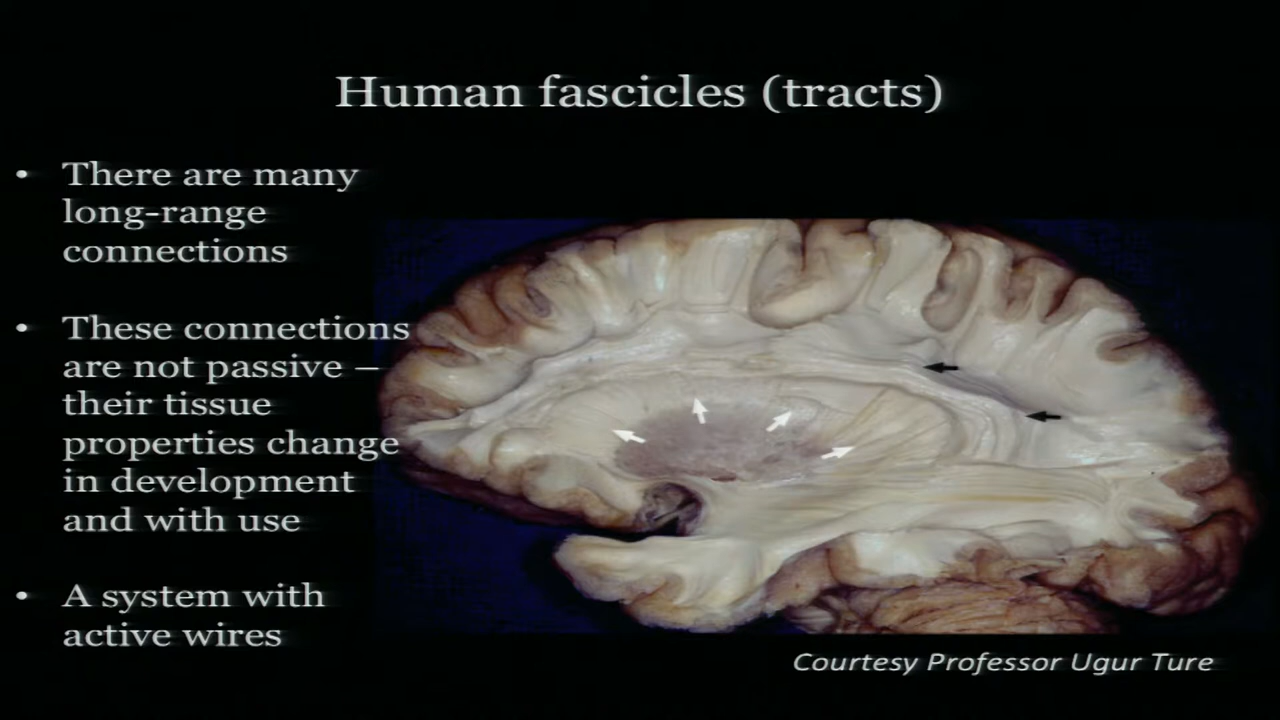 Human fascicles (tracts)
• There are many
long-range
connections
• These connections
are not passive –
their tissue
properties change
in development
and with use
• A system with
active wires
Courtesy Professor Ugur Ture